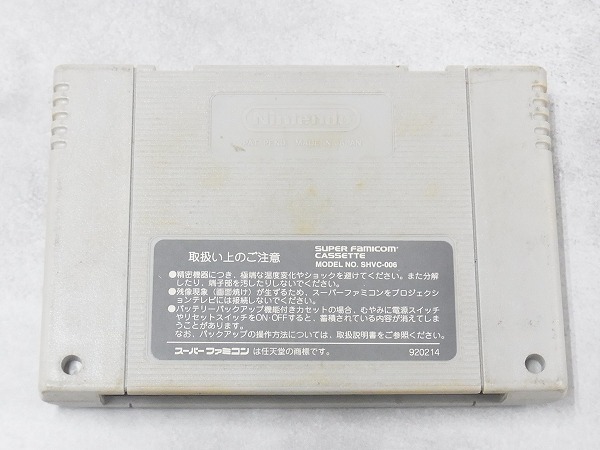 Nintendo
取扱い上のご注意
SUPER FAMICOM
CASSETTE
MODEL NO. SHVC-006
●精密機器につき、極端な温度変化やショックを避けてください。また分解
したり、端子部を汚したりしないでください。
●残像現象（画面焼け）が生ずるため、スーパーファミコンをプロジェク
ションテレビには接続しないでください。
●バッテリーバックアップ機能付きカセットの場合、むやみに電源スイッチ
やリセットスイッチをON・OFFすると、蓄積されている内容が消えてしま
うことがあります。
なお、バックアップの操作方法については、取扱説明書をご参照ください。
スーパーファミコン は任天堂の商標です。
920214